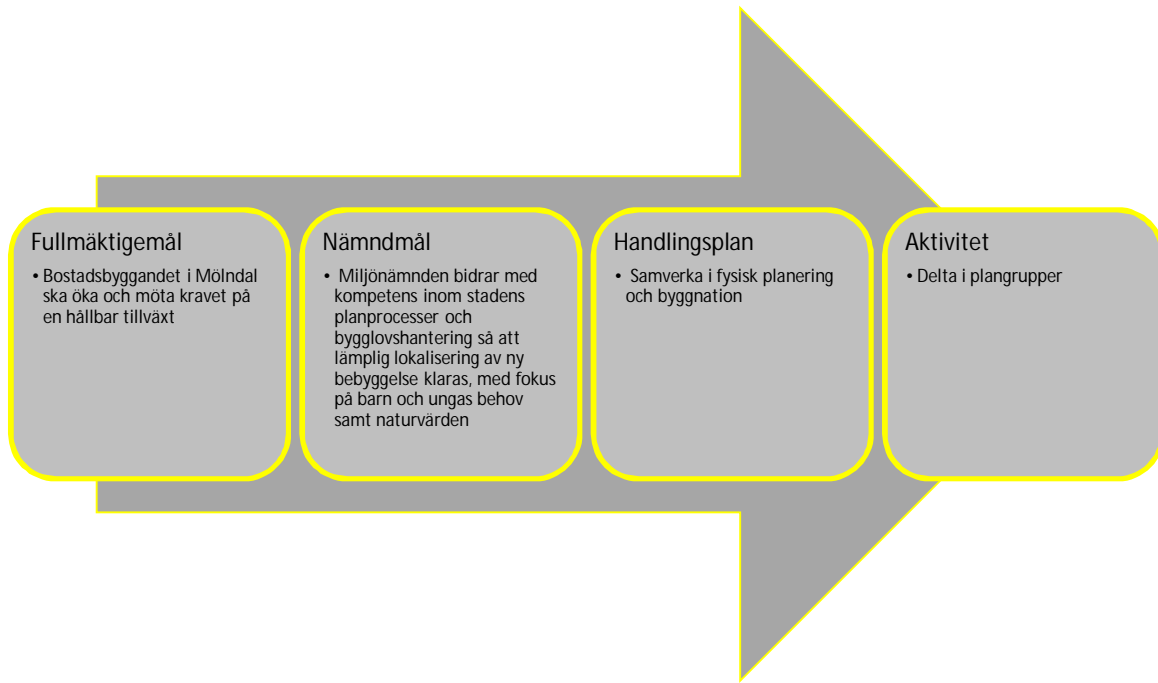 Fullmäktigemål
• Bostadsbyggandet i Mölndal
ska öka och möta kravet på
en hållbar tillväxt
Nämndmål
• Miljönämnden bidrar med
kompetens inom stadens
planprocesser och
bygglovshantering så att
lämplig lokalisering av ny
bebyggelse klaras, med fokus
på barn och ungas behov
samt naturvärden
Handlingsplan
• Samverka i fysisk planering
och byggnation
Aktivitet
• Delta i plangrupper